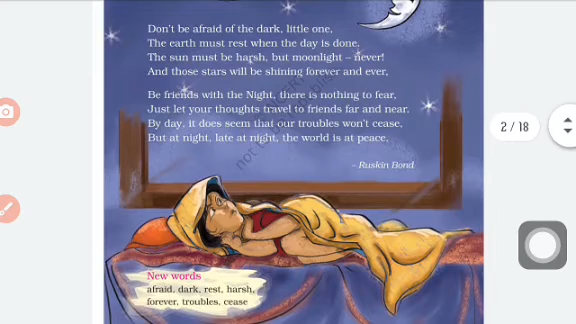 Don't be afraid of the dark, little one,
The earth must rest when the day is done.
The sun must be harsh, but moonlight – never!
And those stars will be shining forever and ever,
Be friends with the Night, there is nothing to fear,
Just let your thoughts travel to friends far and near.
By day, it does seem that our troubles won't cease,
But at night, late at night, the world is at peace.
– Ruskin Bond
2 / 18
New words
afraid, dark, rest, harsh,
forever, troubles, cease